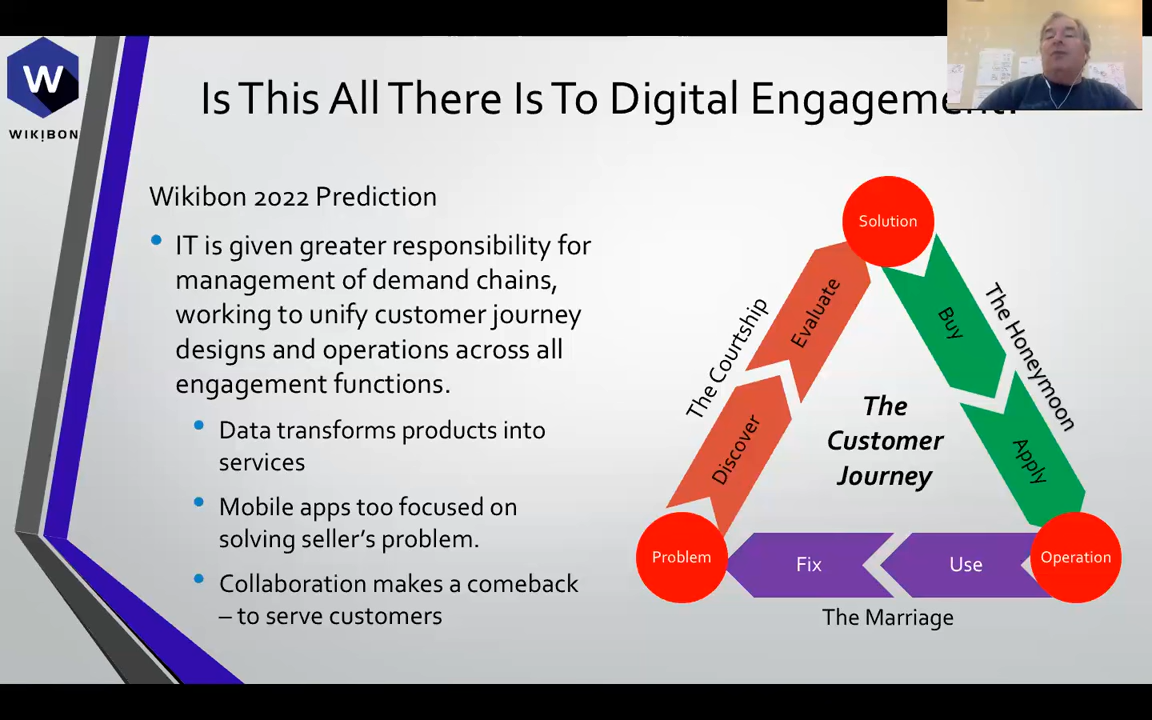 W
WIKIBON
Is This All There Is To Digital Engagement?
Wikibon 2022 Prediction
IT is given greater responsibility for
management of demand chains,
working to unify customer journey
designs and operations across all
engagement functions.
Data transforms products into
services
Mobile apps too focused on
solving seller's problem.
Collaboration makes a comeback
– to serve customers
Solution
Evaluate
Buy
The Courtship
The Honeymoon
Discover
The
Customer
Journey
Apply
Problem
Fix
Use
Operation
The Marriage